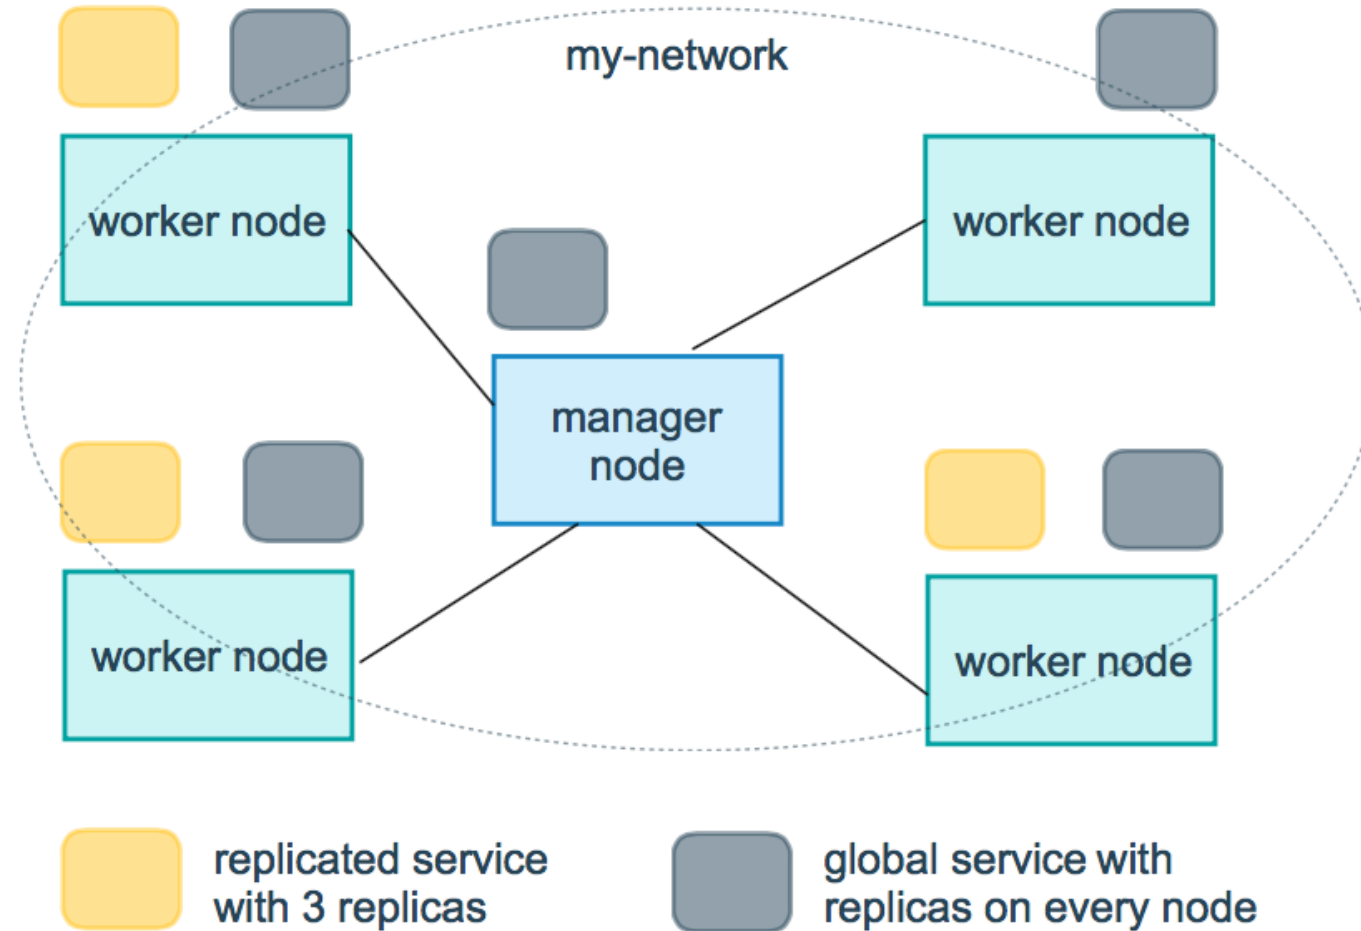 my-network
worker node
worker node
manager
node
worker node
worker node
replicated service
with 3 replicas
global service with
replicas on every node